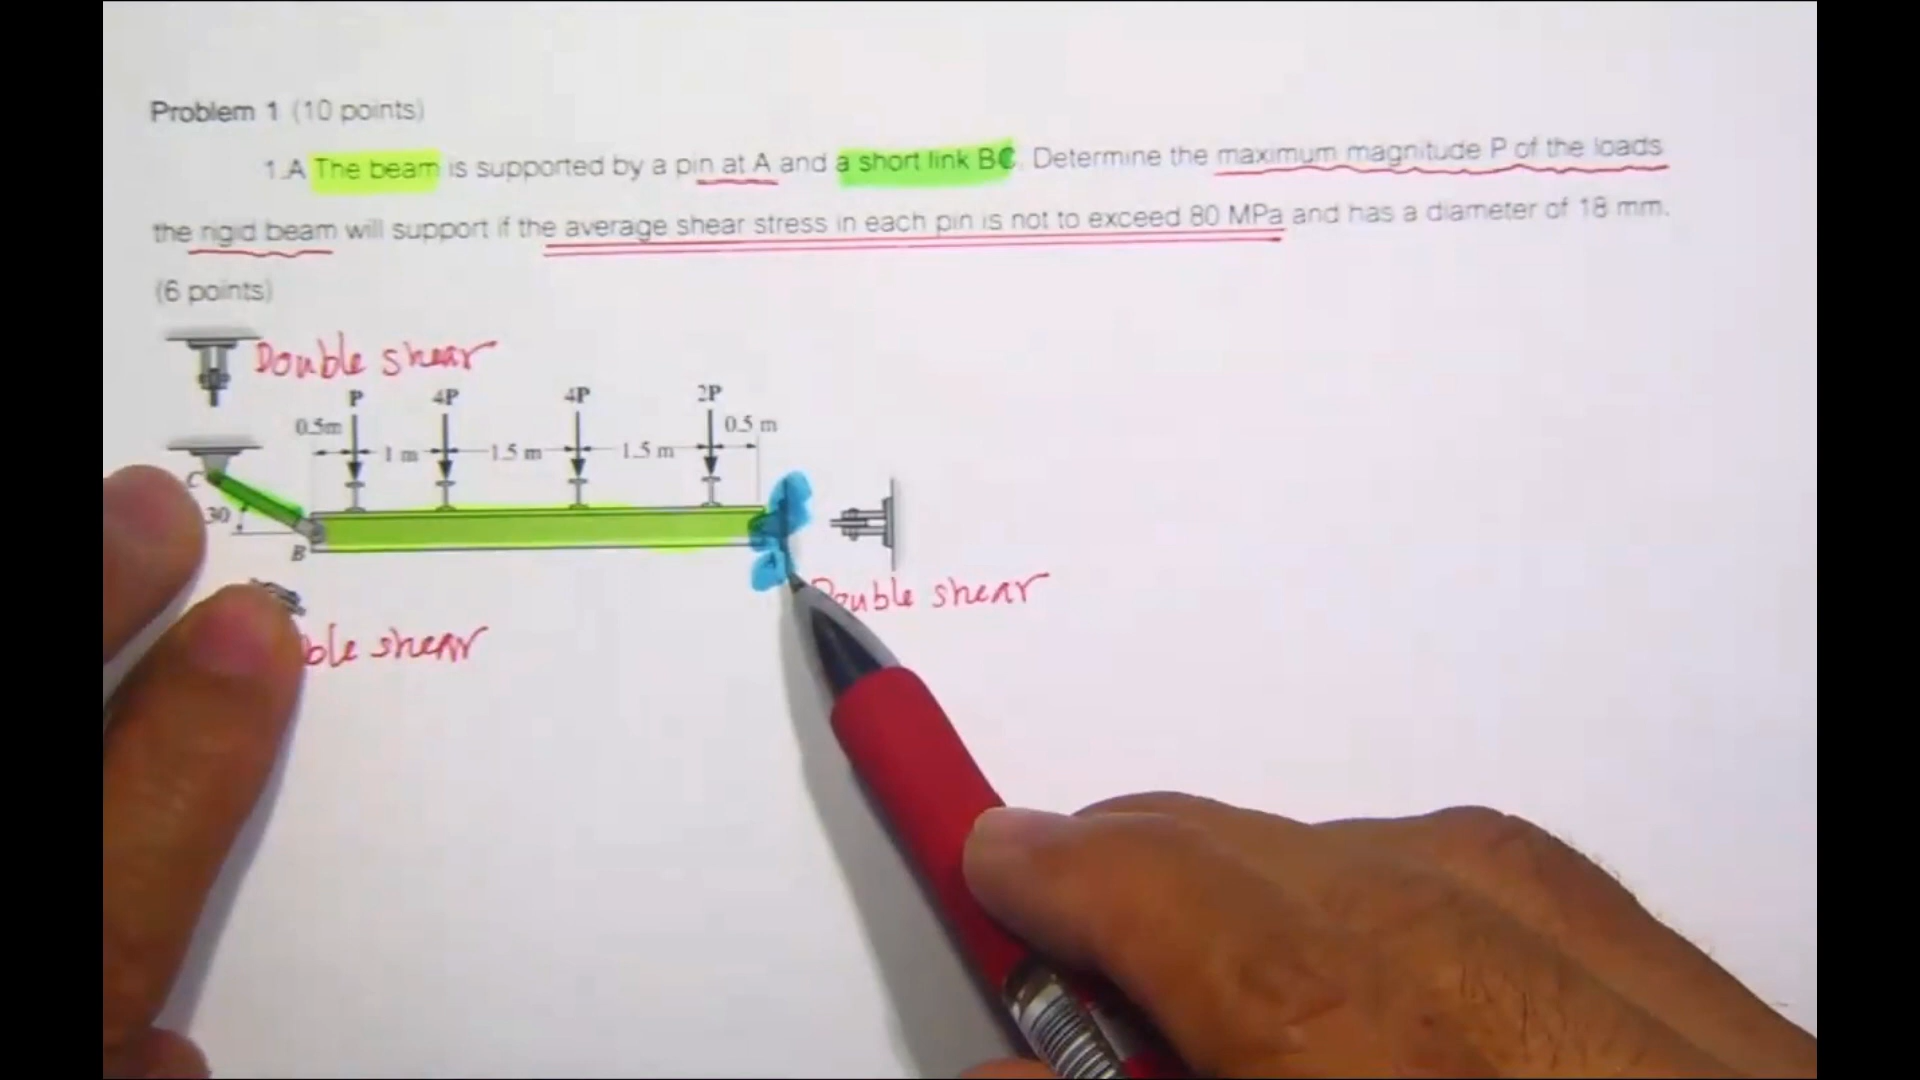 Problem 1 (10 points)
1.A The beam is supported by a pin at A and a short link BC. Determine the maximum magnitude P of the loads
the rigid beam will support if the average shear stress in each pin is not to exceed 80 MPa and has a diameter of 18 mm.
(6 points)
Double shear
P 4P 4P 2P
0.5m 1 m 1.5 m 1.5 m 0.5 m
C
30
B
A
Double shear
shear